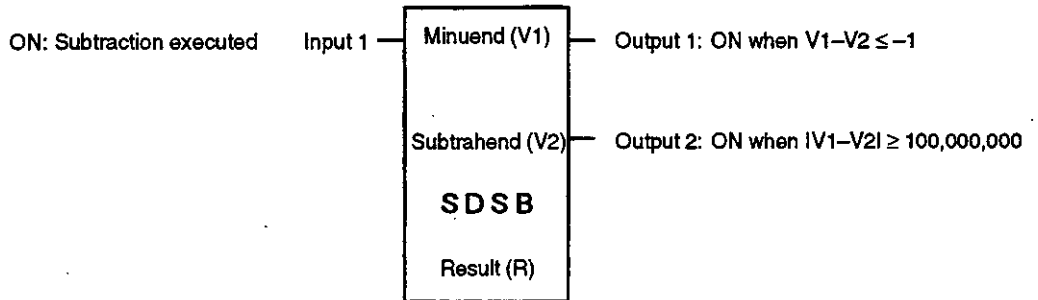 ON: Subtraction executed Input 1 Minuend (V1) Output 1: ON when V1–V2 ≤ –1
Subtrahend (V2) Output 2: ON when |V1–V2| ≥ 100,000,000
SDSB
Result (R)